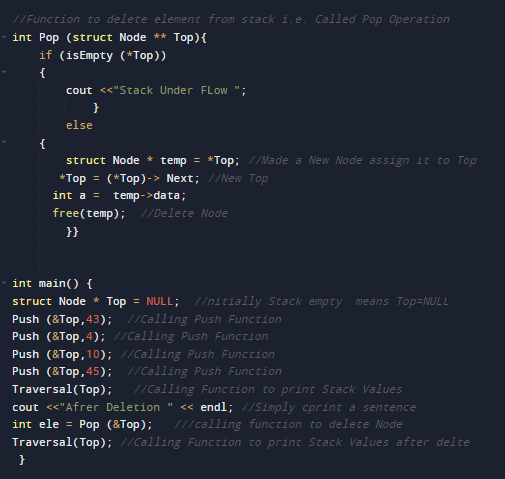 //Function to delete element from stack i.e. Called Pop Operation
int Pop (struct Node ** Top){
if (isEmpty (*Top))
{
cout <<"Stack Under FLow ";
}
else
{
struct Node * temp = *Top; //Made a New Node assign it to Top
*Top = (*Top)-> Next; //New Top
int a =  temp->data;
free(temp);  //Delete Node
}}
int main() {
struct Node * Top = NULL;  //nitially Stack empty  means Top=NULL
Push (&Top,43);  //Calling Push Function
Push (&Top,4); //Calling Push Function
Push (&Top,10); //Calling Push Function
Push (&Top,45);  //Calling Push Function
Traversal(Top);   //Calling Function to print Stack Values
cout <<"Afrer Deletion " << endl; //Simply cprint a sentence
int ele = Pop (&Top);   ///calling function to delete Node
Traversal(Top); //Calling Function to print Stack Values after delte
}